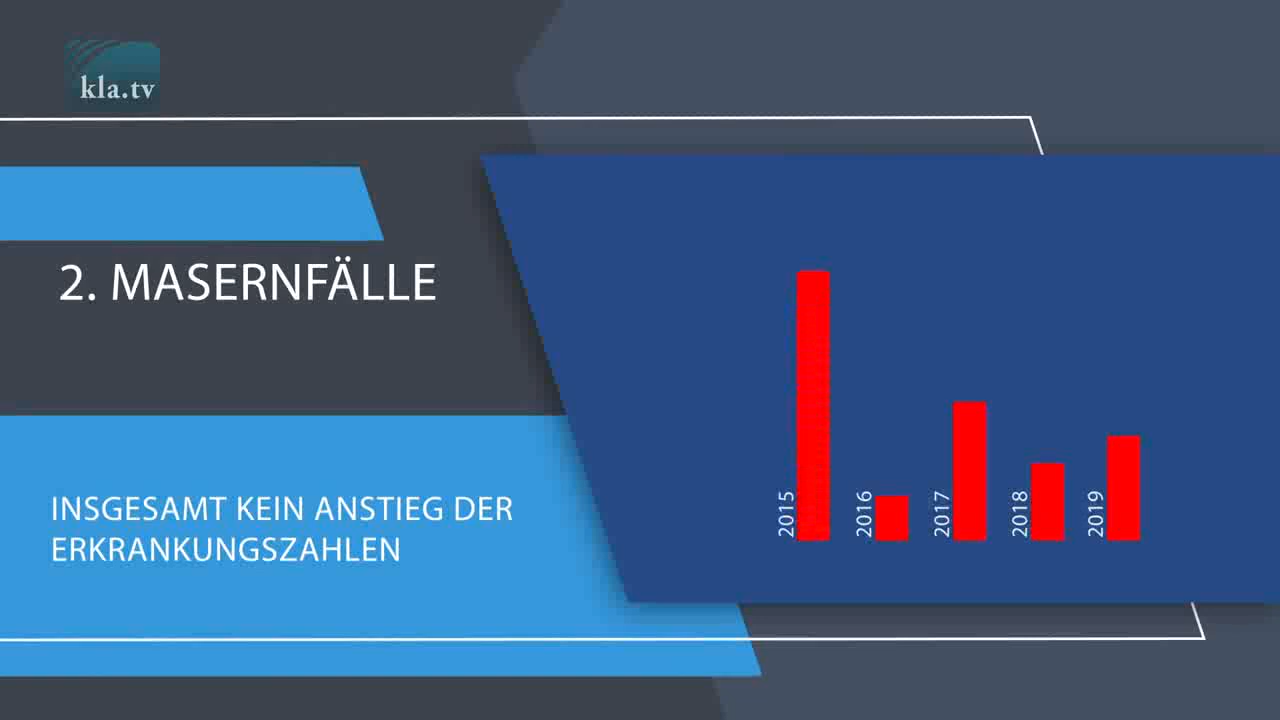 kla.tv
2. MASERNFÄLLE
INSGESAMT KEIN ANSTIEG DER
ERKRANKUNGSZAHLEN
2015
2016
2017
2018
2019